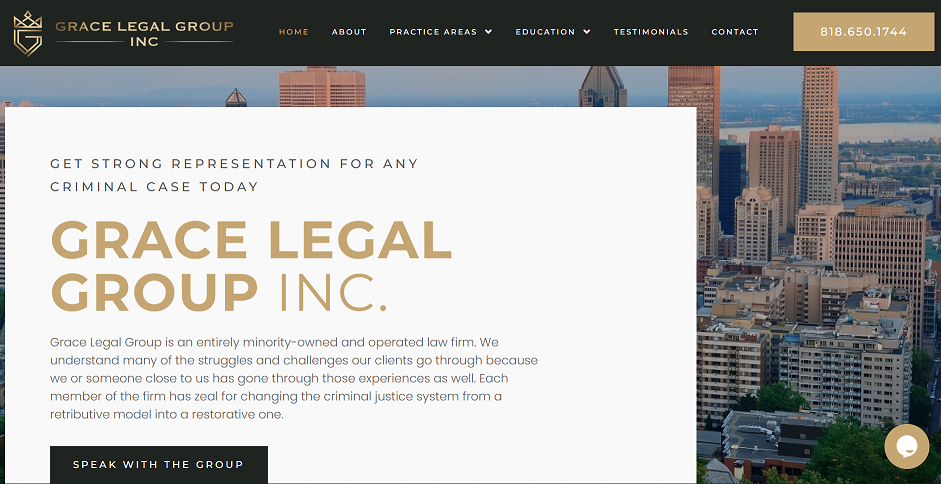 GRACE LEGAL GROUP
INC
HOME
ABOUT
PRACTICE AREAS
EDUCATION
TESTIMONIALS
CONTACT
818.650.1744
GET STRONG REPRESENTATION FOR ANY
CRIMINAL CASE TODAY
GRACE LEGAL
GROUP INC.
Grace Legal Group is an entirely minority-owned and operated law firm. We
understand many of the struggles and challenges our clients go through because
we or someone close to us has gone through those experiences as well. Each
member of the firm has zeal for changing the criminal justice system from a
retributive model into a restorative one.
SPEAK WITH THE GROUP